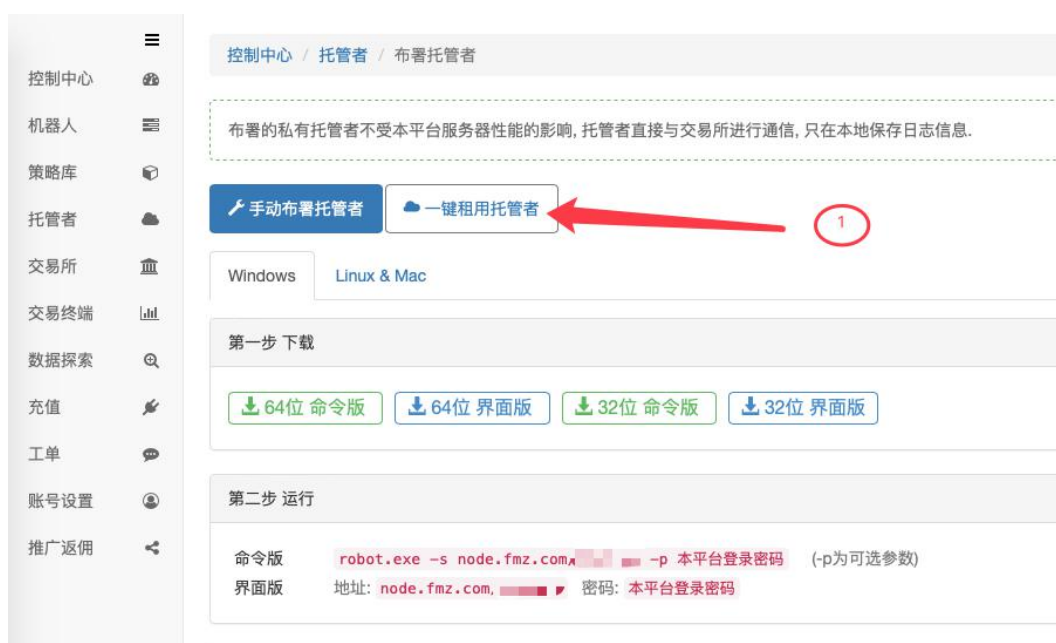 控制中心
机器人
策略库
托管者
交易所
交易终端
数据探索
充值
工单
账号设置
推广返佣
控制中心 / 托管者 / 布署托管者
布署的私有托管者不受本平台服务器性能的影响, 托管者直接与交易所进行通信, 只在本地保存日志信息.
手动布署托管者 一键租用托管者
1
Windows Linux & Mac
第一步 下载
64位 命令版 64位 界面版 32位 命令版 32位 界面版
第二步 运行
命令版 robot.exe -s node.fmz.com -p 本平台登录密码 (-p为可选参数)
界面版 地址: node.fmz.com, 密码: 本平台登录密码